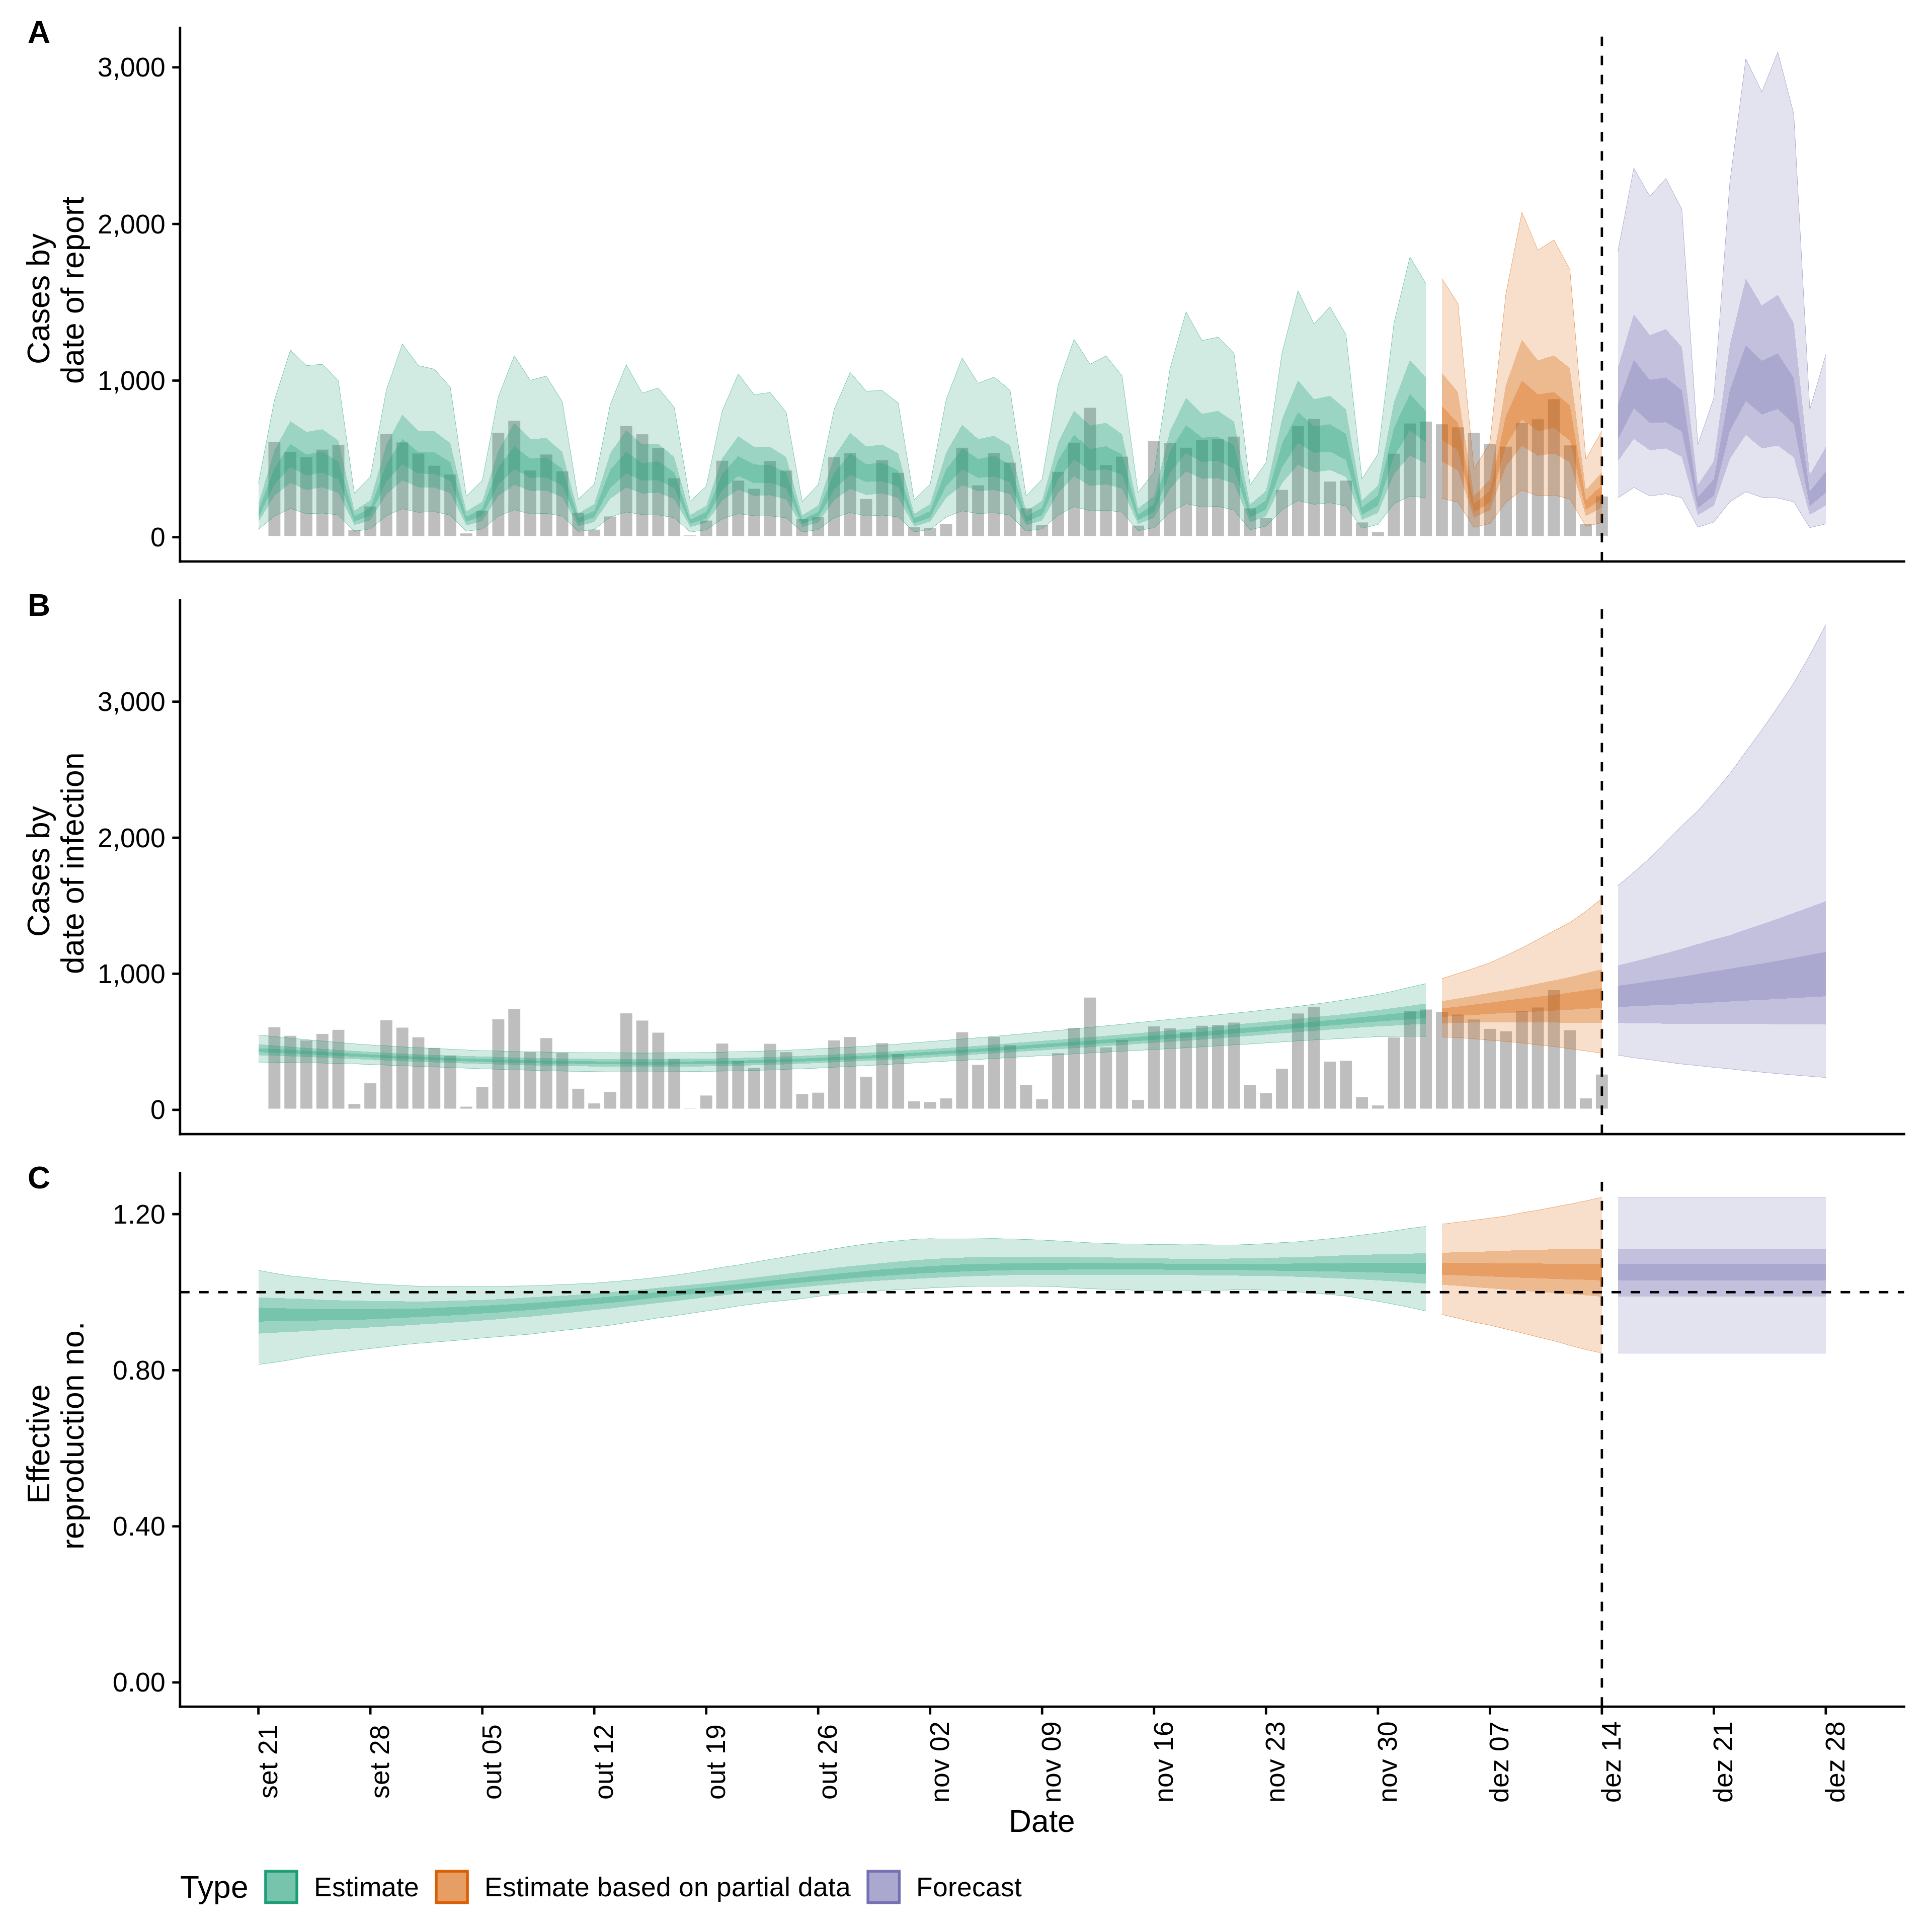 A
Cases by
date of report
3,000
2,000
1,000
0
B
Cases by
date of infection
3,000
2,000
1,000
0
C
Effective
reproduction no.
1.20
0.80
0.40
0.00
set 21
set 28
out 05
out 12
out 19
out 26
nov 02
nov 09
nov 16
nov 23
nov 30
dez 07
dez 14
dez 21
dez 28
Date
Type Estimate Estimate based on partial data Forecast